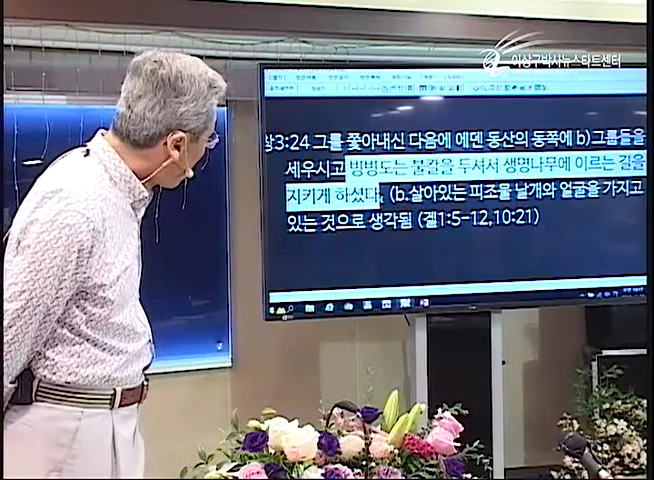 이상구박사뉴스타트센터
창3:24 그를 쫓아내신 다음에 에덴 동산의 동쪽에 b)그룹들을
세우시고 빙빙도는 불칼을 두셔서 생명나무에 이르는 길을
지키게 하셨다. (b.살아있는 피조물 날개와 얼굴을 가지고
있는 것으로 생각됨 (겔1:5-12,10:21)